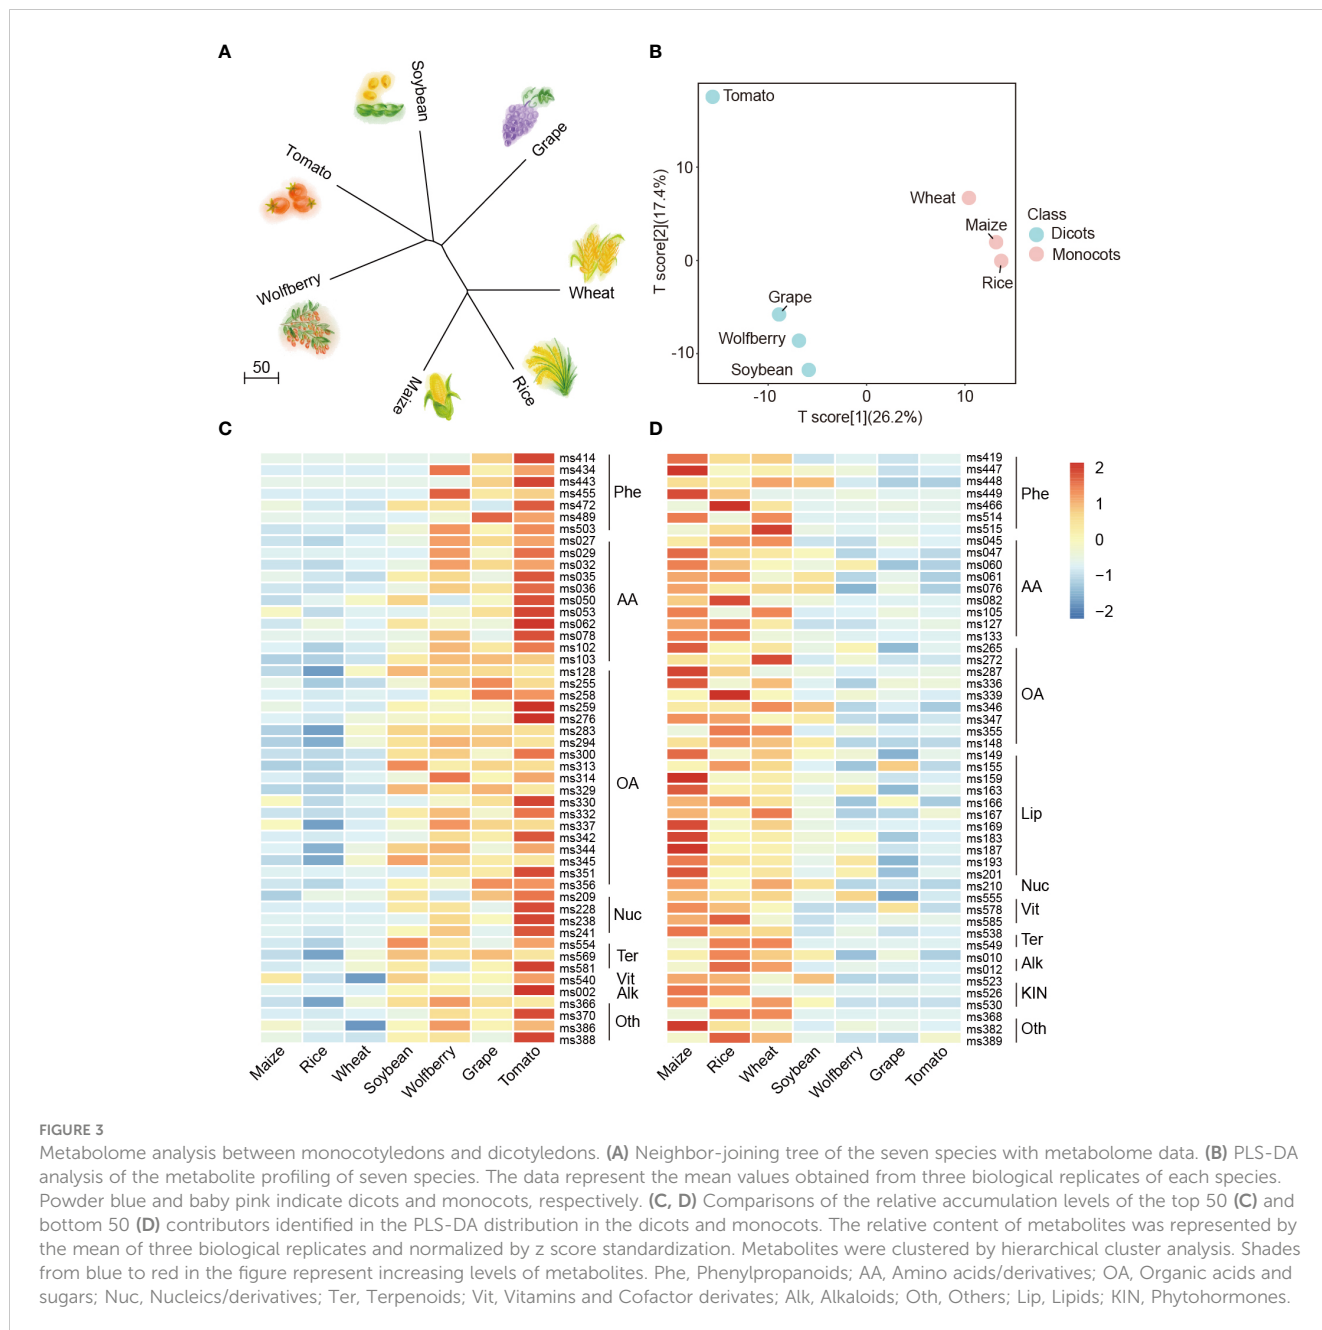 A
Soybean
Grape
Tomato
Wolfberry
Wheat
Maize
Rice
50
B
Tomato
Wheat
Maize
Rice
Grape
Wolfberry
Soybean
10
0
-10
-10
0
10
T score[2](17.4%)
T score[1](26.2%)
Class
Dicots
Monocots
C
ms414
ms434
ms443
ms455
ms472
ms489
ms503
ms027
ms029
ms032
ms035
ms036
ms050
ms053
ms062
ms078
ms102
ms103
ms128
ms255
ms258
ms259
ms276
ms283
ms294
ms300
ms313
ms314
ms329
ms330
ms332
ms337
ms342
ms344
ms345
ms351
ms356
ms209
ms228
ms238
ms241
ms554
ms569
ms581
ms540
ms002
ms366
ms370
ms386
ms388
Phe
AA
OA
Nuc
Ter
Vit
Alk
Oth
Maize
Rice
Wheat
Soybean
Wolfberry
Grape
Tomato
D
ms419
ms447
ms448
ms449
ms466
ms514
ms515
ms045
ms047
ms060
ms061
ms076
ms082
ms105
ms127
ms133
ms265
ms272
ms287
ms336
ms339
ms346
ms347
ms355
ms148
ms149
ms155
ms159
ms163
ms166
ms167
ms169
ms183
ms187
ms193
ms201
ms210
ms555
ms578
ms585
ms538
ms549
ms010
ms012
ms523
ms526
ms530
ms368
ms382
ms389
Phe
AA
OA
Lip
Nuc
Vit
Ter
Alk
KIN
Oth
Maize
Rice
Wheat
Soybean
Wolfberry
Grape
Tomato
2
1
0
−1
−2
FIGURE 3
Metabolome analysis between monocotyledons and dicotyledons. (A) Neighbor-joining tree of the seven species with metabolome data. (B) PLS-DA
analysis of the metabolite profiling of seven species. The data represent the mean values obtained from three biological replicates of each species.
Powder blue and baby pink indicate dicots and monocots, respectively. (C, D) Comparisons of the relative accumulation levels of the top 50 (C) and
bottom 50 (D) contributors identified in the PLS-DA distribution in the dicots and monocots. The relative content of metabolites was represented by
the mean of three biological replicates and normalized by z score standardization. Metabolites were clustered by hierarchical cluster analysis. Shades
from blue to red in the figure represent increasing levels of metabolites. Phe, Phenylpropanoids; AA, Amino acids/derivatives; OA, Organic acids and
sugars; Nuc, Nucleics/derivatives; Ter, Terpenoids; Vit, Vitamins and Cofactor derivates; Alk, Alkaloids; Oth, Others; Lip, Lipids; KIN, Phytohormones.